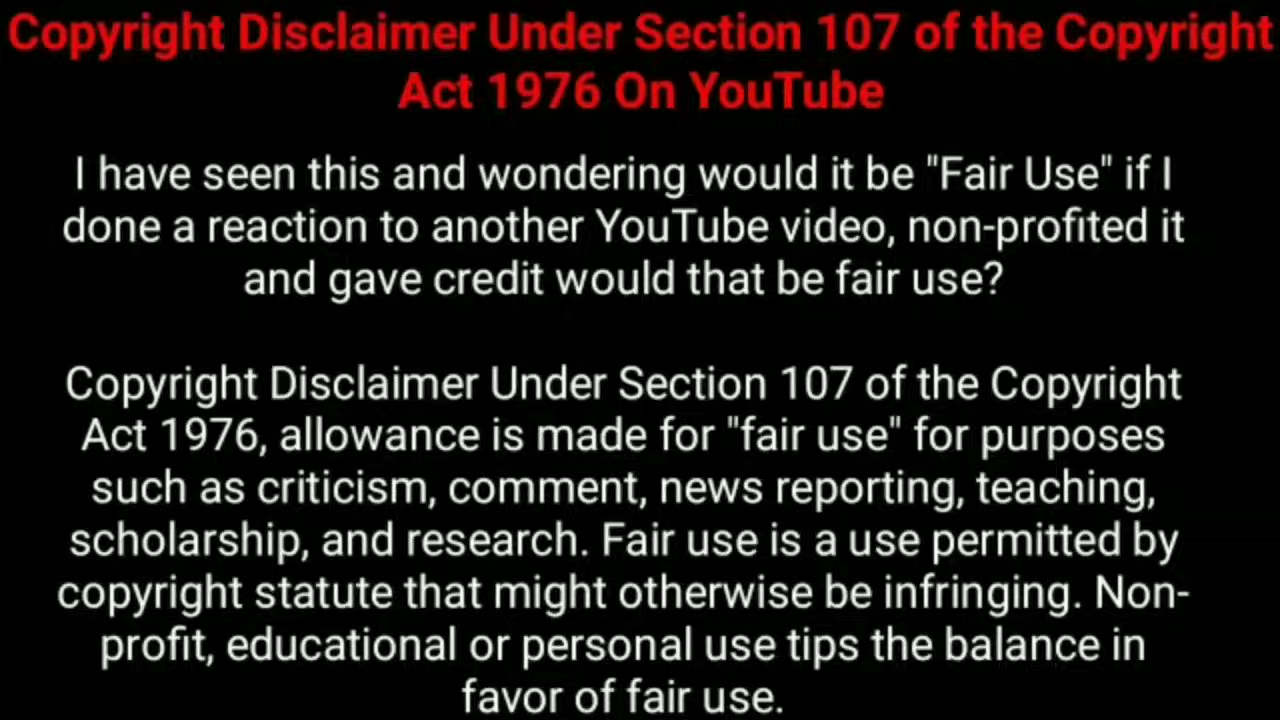 Copyright Disclaimer Under Section 107 of the Copyright
Act 1976 On YouTube
I have seen this and wondering would it be "Fair Use" if I
done a reaction to another YouTube video, non-profited it
and gave credit would that be fair use?
Copyright Disclaimer Under Section 107 of the Copyright
Act 1976, allowance is made for "fair use" for purposes
such as criticism, comment, news reporting, teaching,
scholarship, and research. Fair use is a use permitted by
copyright statute that might otherwise be infringing. Non-
profit, educational or personal use tips the balance in
favor of fair use.